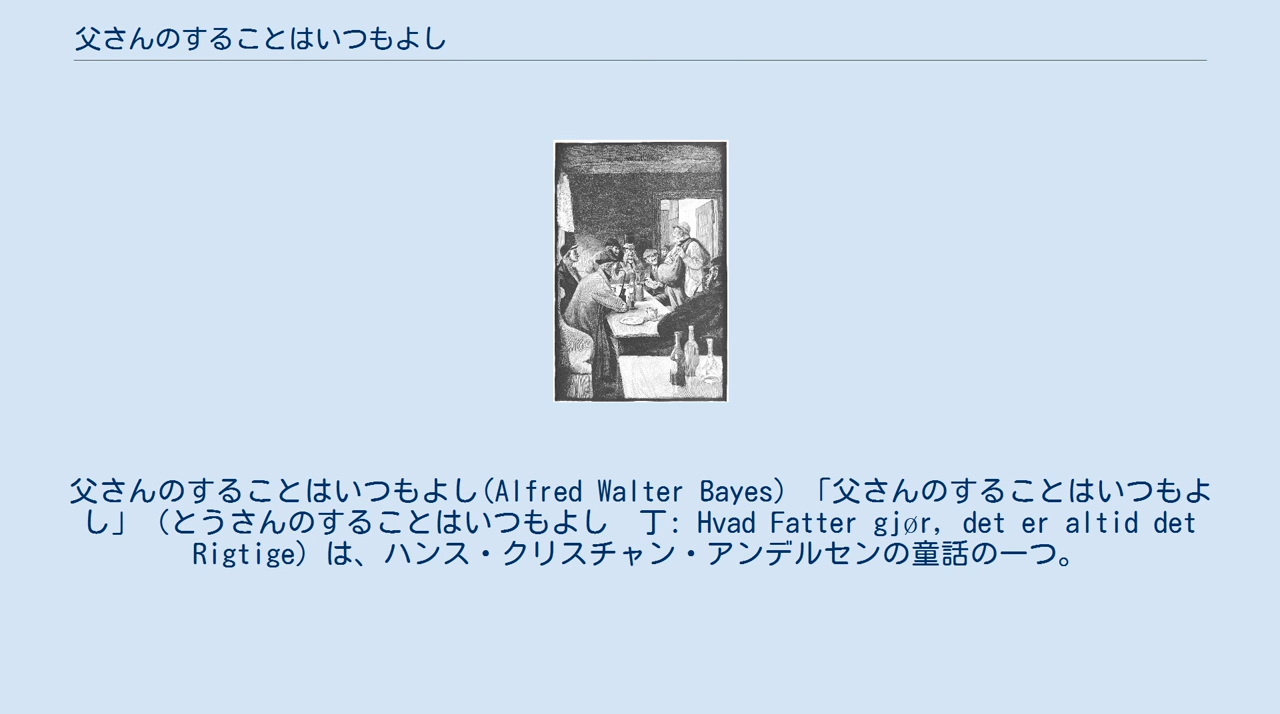 父さんのすることはいつもよし
父さんのすることはいつもよし(Alfred Walter Bayes) 「父さんのすることはいつもよ
し」 (とうさんのすることはいつもよし　丁: Hvad Fatter gjør, det er altid det
Rigtige) は、ハンス・クリスチャン・アンデルセンの童話の一つ。